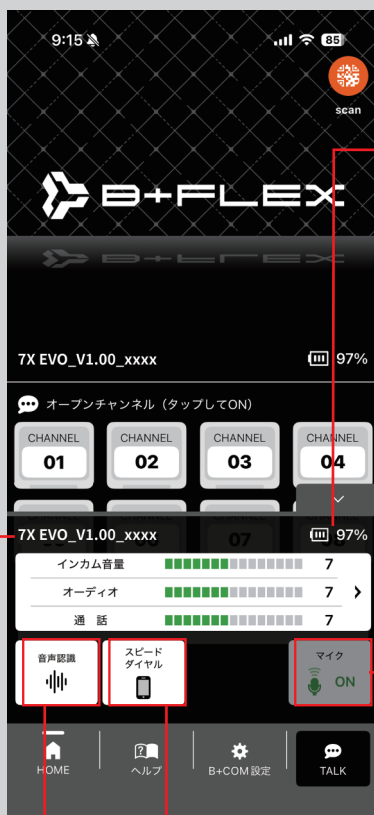 9:15
85
scan
B+FLEX
7X EVO_V1.00_xxxx 97%
オープンチャンネル（タップしてON）
CHANNEL CHANNEL CHANNEL CHANNEL
01 02 03 04
07
7X EVO_V1.00_xxxx 97%
インカム音量 7
オーディオ 7
通 話 7
音声認識
スピード
ダイヤル
マイク
ON
HOME ヘルプ B+COM設定 TALK